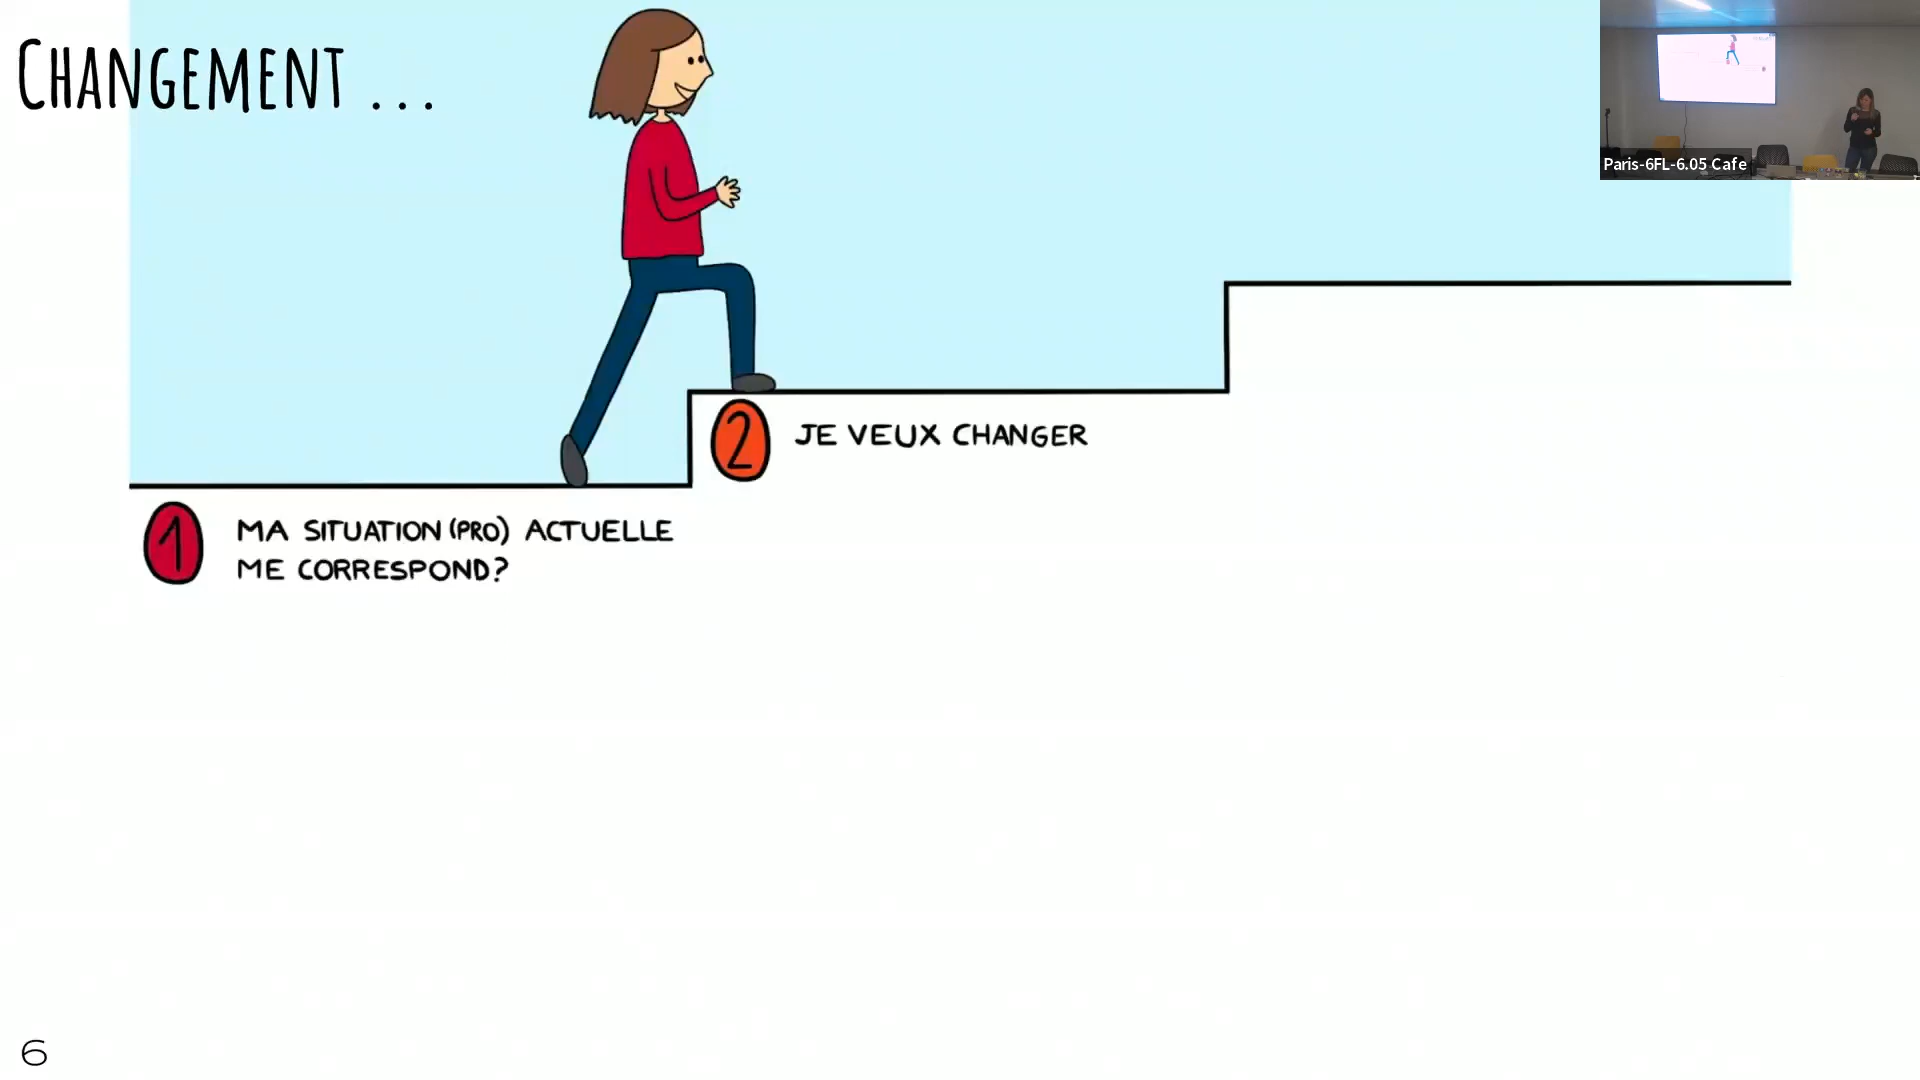 CHANGEMENT ...
Paris-6FL-6.05 Cafe
2 JE VEUX CHANGER
1 MA SITUATION (PRO) ACTUELLE
ME CORRESPOND?
6